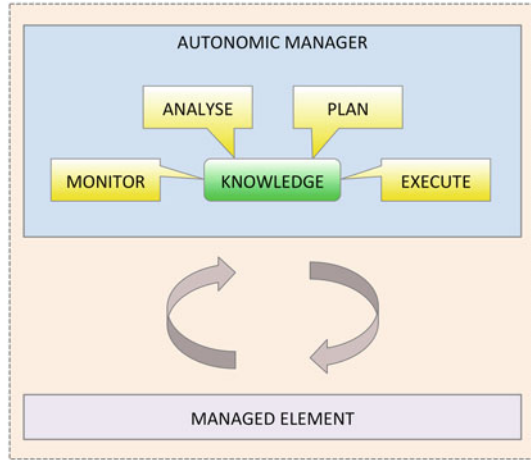 AUTONOMIC MANAGER
ANALYSE
PLAN
MONITOR
KNOWLEDGE
EXECUTE
MANAGED ELEMENT